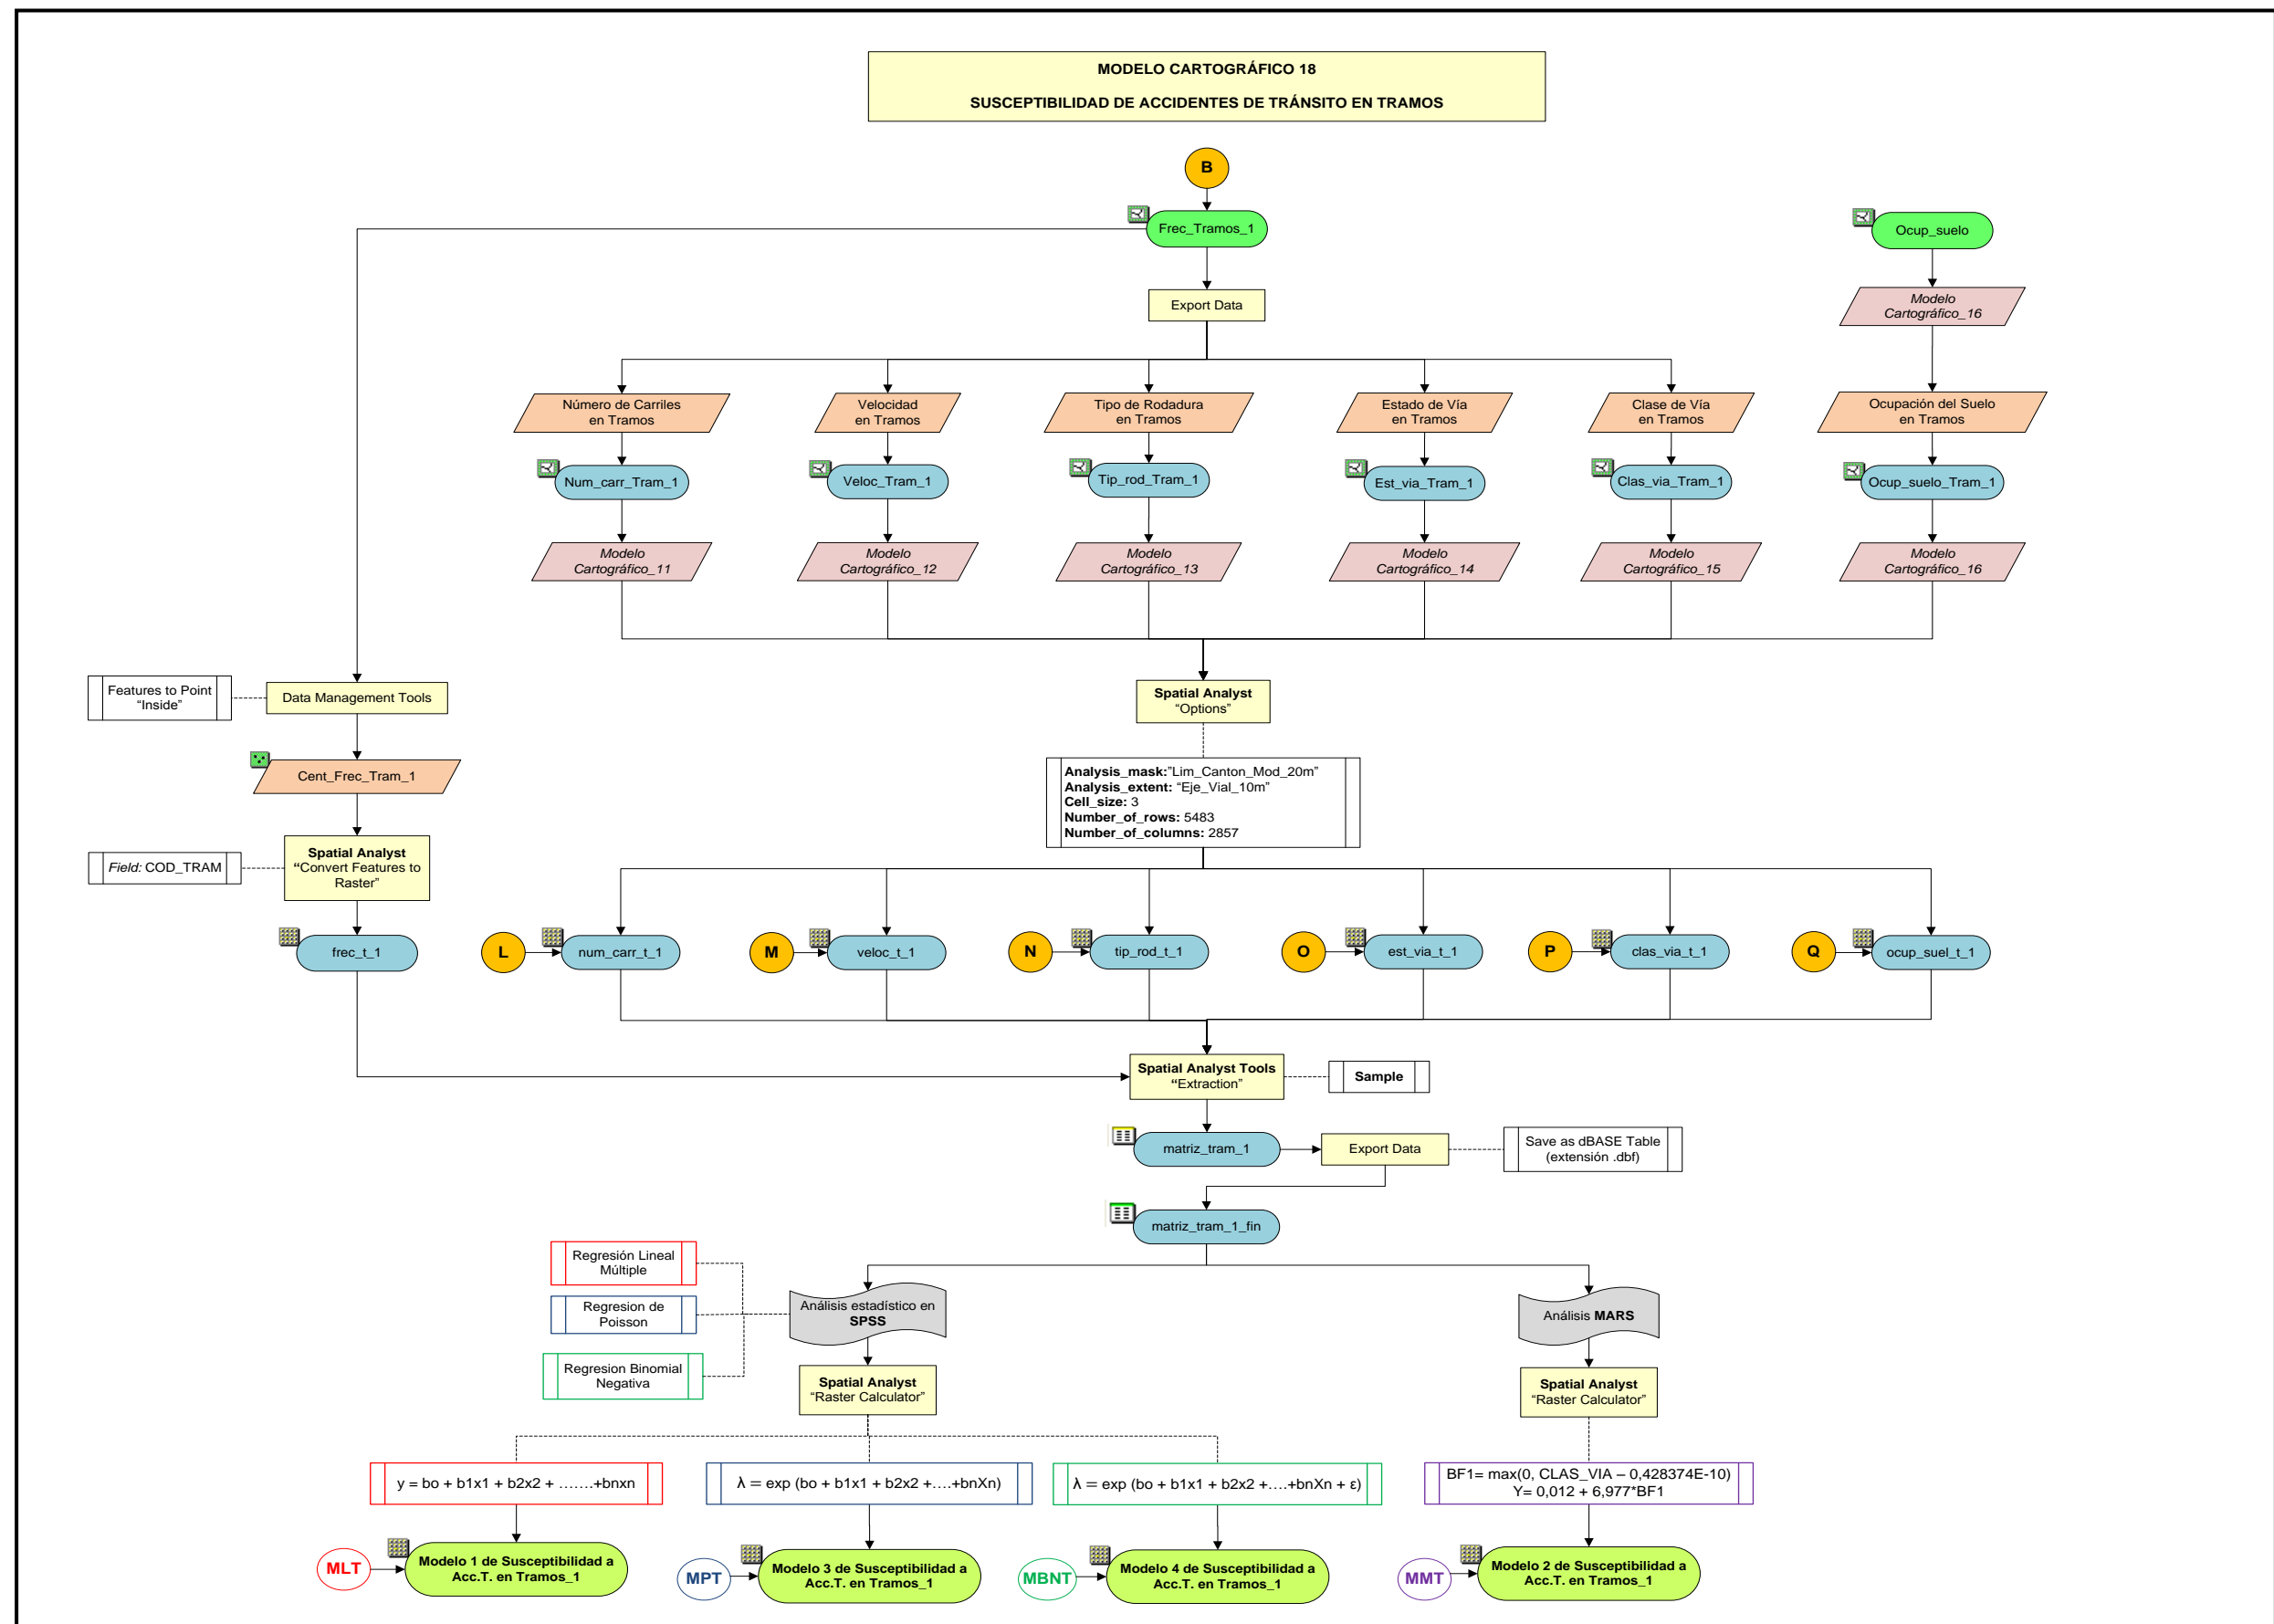 MODELO CARTOGRÁFICO 18
SUSCEPTIBILIDAD DE ACCIDENTES DE TRÁNSITO EN TRAMOS
B
Frec_Tramos_1
Ocup_suelo
Export Data
Modelo
Cartográfico_16
Número de Carriles
en Tramos
Velocidad
en Tramos
Tipo de Rodadura
en Tramos
Estado de Vía
en Tramos
Clase de Vía
en Tramos
Ocupación del Suelo
en Tramos
Num_carr_Tram_1
Veloc_Tram_1
Tip_rod_Tram_1
Est_via_Tram_1
Clas_via_Tram_1
Ocup_suelo_Tram_1
Modelo
Cartográfico_11
Modelo
Cartográfico_12
Modelo
Cartográfico_13
Modelo
Cartográfico_14
Modelo
Cartográfico_15
Modelo
Cartográfico_16
Features to Point
“Inside”
Data Management Tools
Spatial Analyst
“Options”
Cent_Frec_Tram_1
Analysis_mask:”Lim_Canton_Mod_20m”
Analysis_extent: “Eje_Vial_10m”
Cell_size: 3
Number_of_rows: 5483
Number_of_columns: 2857
Field: COD_TRAM
Spatial Analyst
“Convert Features to
Raster”
frec_t_1
L
num_carr_t_1
M
veloc_t_1
N
tip_rod_t_1
O
est_via_t_1
P
clas_via_t_1
Q
ocup_suel_t_1
Spatial Analyst Tools
“Extraction”
Sample
matriz_tram_1
Export Data
Save as dBASE Table
(extensión .dbf)
matriz_tram_1_fin
Regresión Lineal
Múltiple
Regresion de
Poisson
Regresion Binomial
Negativa
Análisis estadístico en
SPSS
Análisis MARS
Spatial Analyst
“Raster Calculator”
Spatial Analyst
“Raster Calculator”
y = bo + b1x1 + b2x2 + …….+bnxn
λ = exp (bo + b1x1 + b2x2 +….+bnXn)
λ = exp (bo + b1x1 + b2x2 +….+bnXn + ε)
BF1= max(0, CLAS_VIA – 0,428374E-10)
Y= 0,012 + 6,977*BF1
MLT
Modelo 1 de Susceptibilidad a
Acc.T. en Tramos_1
MPT
Modelo 3 de Susceptibilidad a
Acc.T. en Tramos_1
MBNT
Modelo 4 de Susceptibilidad a
Acc.T. en Tramos_1
MMT
Modelo 2 de Susceptibilidad a
Acc.T. en Tramos_1